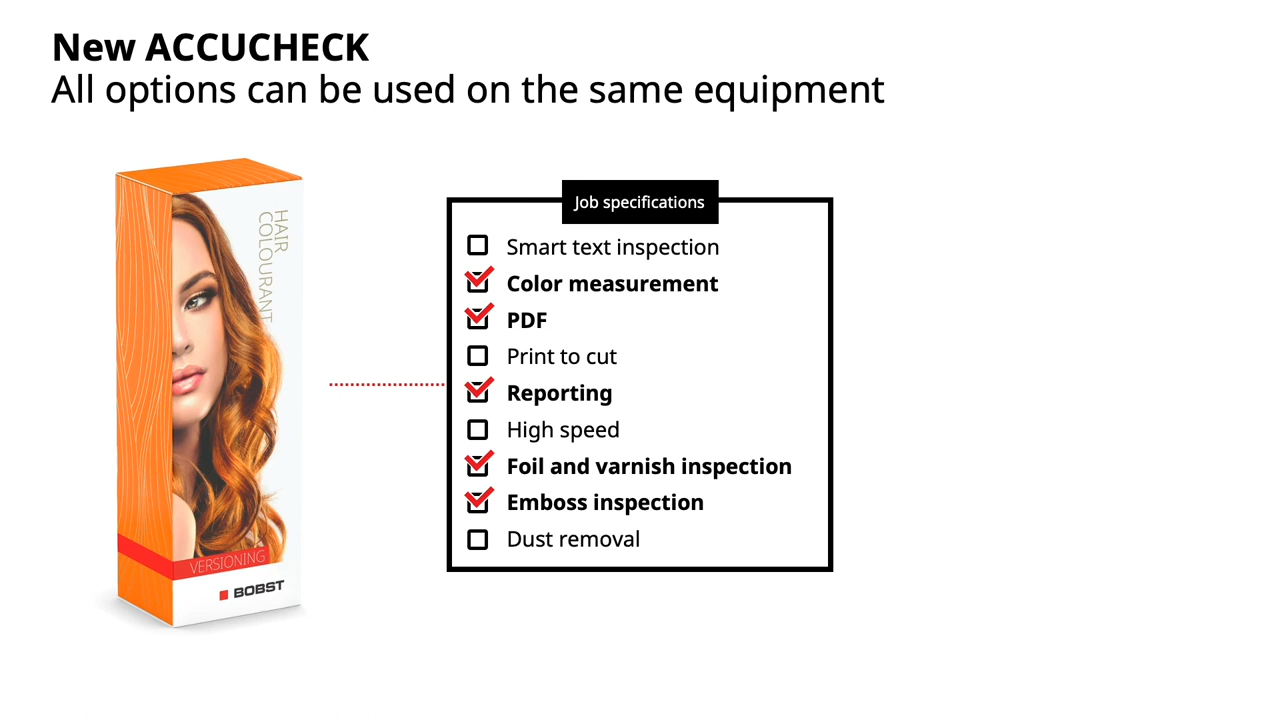 New ACCUCHECK
All options can be used on the same equipment
HAIR
COLOURANT
VERSIONING
BOBST
Job specifications
Smart text inspection
Color measurement
PDF
Print to cut
Reporting
High speed
Foil and varnish inspection
Emboss inspection
Dust removal